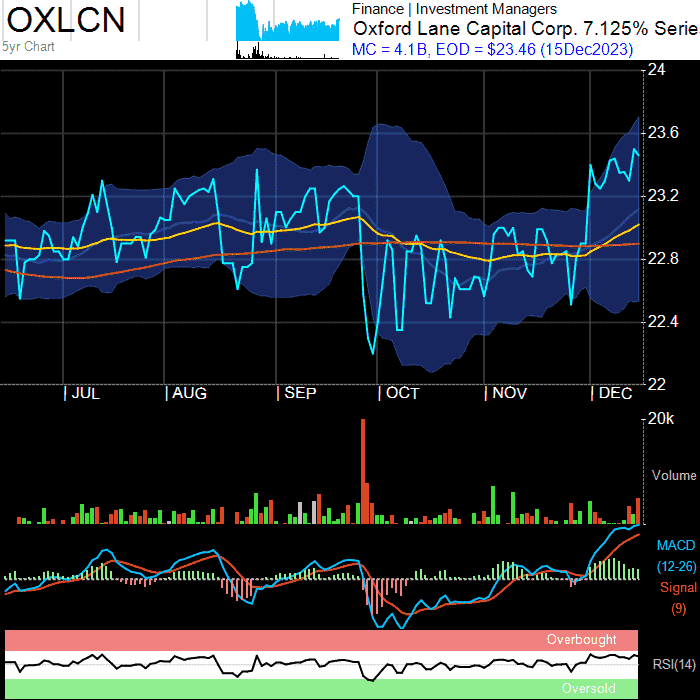 OXLCN
5yr Chart
Finance | Investment Managers
Oxford Lane Capital Corp. 7.125% Serie
MC = 4.1B, EOD = $23.46 (15Dec2023)
24
23.6
23.2
22.8
22.4
22
| JUL | AUG | SEP | OCT | NOV | DEC
20k
Volume
MACD
(12-26)
Signal
(9)
Overbought
RSI(14)
Oversold